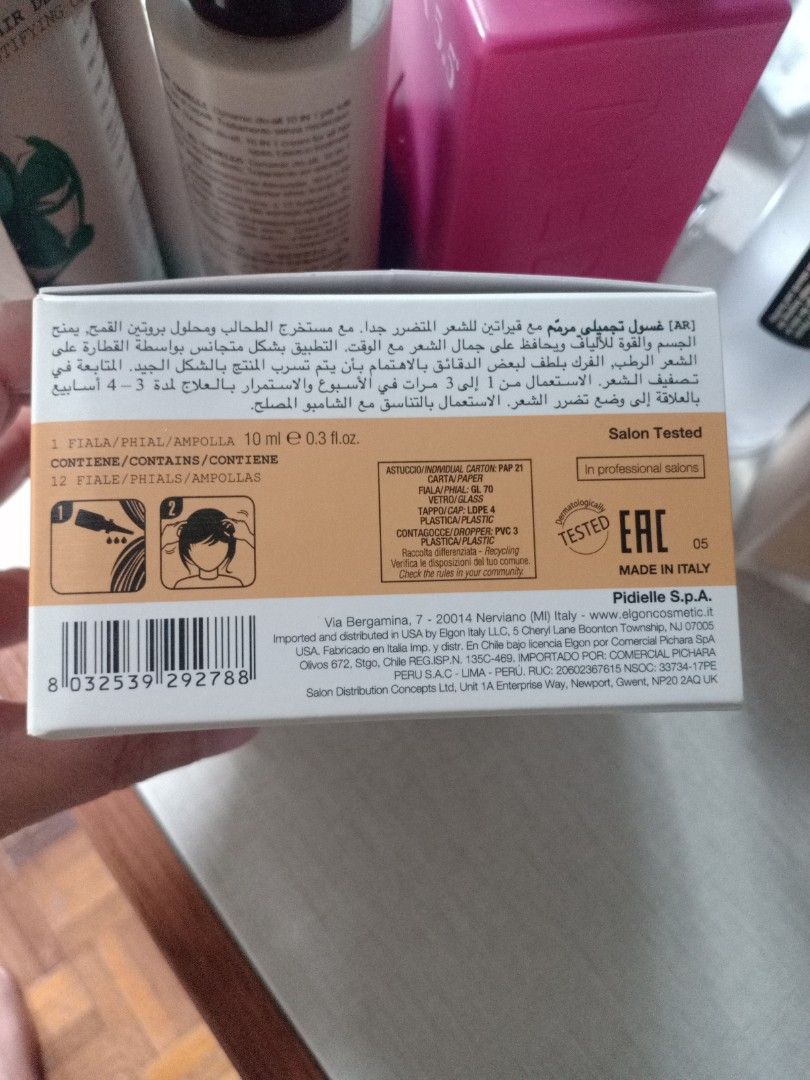 [AR] غسول تجميلي مرمّم مع قيراتين للشعر المتضرر جدا. مع مستخرج الطحالب ومحلول بروتين القمح, يمنح
الجسم والقوة للألياف ويحافظ على جمال الشعر مع الوقت. التطبيق بشكل متجانس بواسطة القطارة على
الشعر الرطب, الفرك بلطف لبعض الدقائق بالاهتمام بأن يتم تسرب المنتج بالشكل الجيد. المتابعة في
تصفيف الشعر. الاستعمال من 1 إلى 3 مرات في الأسبوع والاستمرار بالعلاج لمدة 3 – 4 أسابيع
بالعلاقة إلى وضع تضرر الشعر. الاستعمال بالتناسق مع الشامبو المصلح.
1 FIALA/PHIAL/AMPOLLA 10 ml e 0.3 fl.oz.
CONTIENE/CONTAINS/CONTIENE
12 FIALE/PHIALS/AMPOLLAS
1
2
ASTUCCIO/INDIVIDUAL CARTON: PAP 21
CARTA/PAPER
FIALA/PHIAL: GL 70
VETRO/GLASS
TAPPO/CAP: LDPE 4
PLASTICA/PLASTIC
CONTAGOCCE/DROPPER: PVC 3
PLASTICA/PLASTIC
Raccolta differenziata - Recycling
Verifica le disposizioni del tuo comune.
Check the rules in your community.
Salon Tested
In professional salons
Dermatologically
TESTED
EAC
05
MADE IN ITALY
Pidielle S.p.A.
Via Bergamina, 7 - 20014 Nerviano (MI) Italy - www.elgoncosmetic.it
Imported and distributed in USA by Elgon Italy LLC, 5 Cheryl Lane Boonton Township, NJ 07005
USA. Fabricado en Italia Imp. y distr. En Chile bajo licencia Elgon por Comercial Pichara SpA
Olivos 672, Stgo, Chile REG.ISP.N. 135C-469. IMPORTADO POR: COMERCIAL PICHARA
PERU S.A.C - LIMA - PERÚ. RUC: 20602367615 NSOC: 33734-17PE
Salon Distribution Concepts Ltd, Unit 1A Enterprise Way, Newport, Gwent, NP20 2AQ UK
8 032539 292788